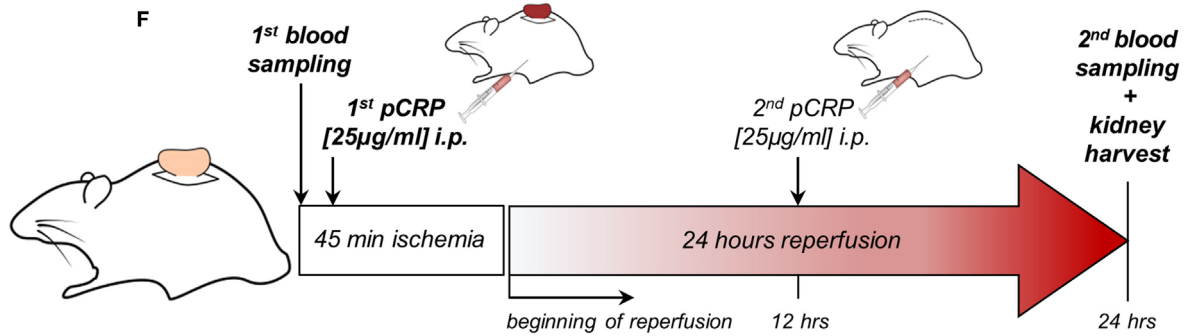 F
1st blood
sampling
1st pCRP
[25µg/ml] i.p.
2nd pCRP
[25µg/ml] i.p.
2nd blood
sampling
+
kidney
harvest
45 min ischemia
24 hours reperfusion
beginning of reperfusion
12 hrs
24 hrs